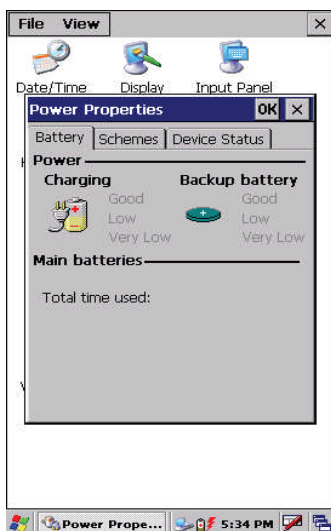 File View
Date/Time Display Input Panel
Power Properties OK
Battery Schemes Device Status
Power
Charging Backup battery
Good Good
Low Low
Very Low Very Low
Main batteries
Total time used:
Power Prope... 5:34 PM